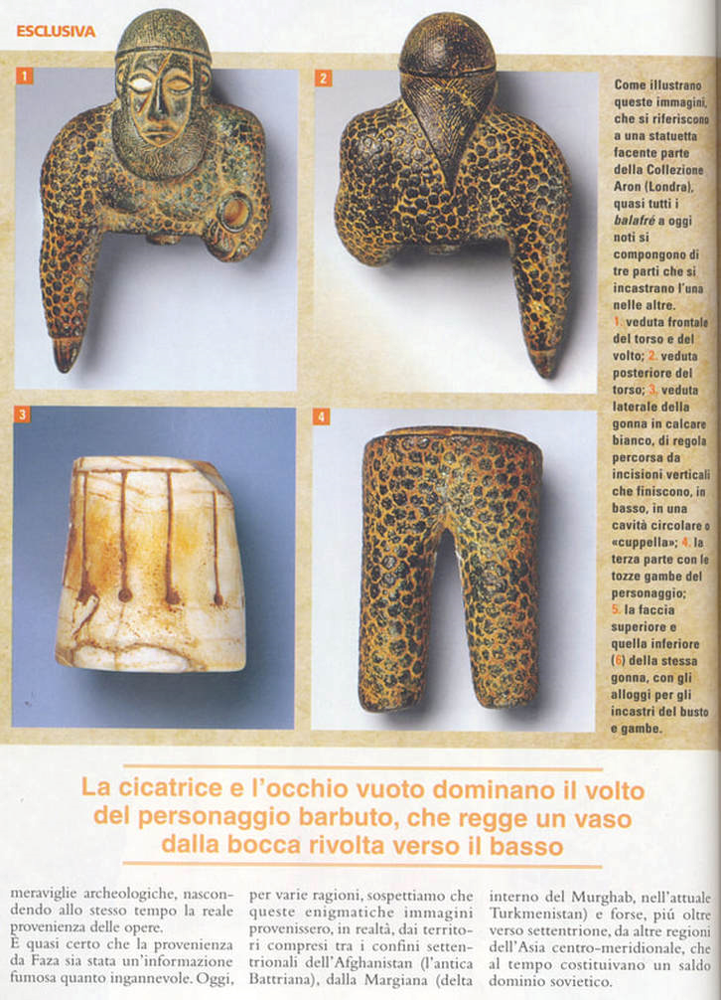 ESCLUSIVA
1
2
Come illustrano
queste immagini,
che si riferiscono
a una statuetta
facente parte
della Collezione
Aron (Londra),
quasi tutti i
balafré a oggi
noti si
compongono di
tre parti che si
incastrano l'una
nelle altre.
1. veduta frontale
del torso e del
volto; 2. veduta
posteriore del
torso; 3. veduta
laterale della
gonna in calcare
bianco, di regola
percorsa da
incisioni verticali
che finiscono, in
basso, in una
cavità circolare o
«cuppella»; 4. la
terza parte con le
tozze gambe del
personaggio;
5. la faccia
superiore e
quella inferiore
(6) della stessa
gonna, con gli
alloggi per gli
incastri del busto
e gambe.
3
4
La cicatrice e l'occhio vuoto dominano il volto
del personaggio barbuto, che regge un vaso
dalla bocca rivolta verso il basso
meraviglie archeologiche, nascon-
dendo allo stesso tempo la reale
provenienza delle opere.
È quasi certo che la provenienza
da Faza sia stata un'informazione
fumosa quanto ingannevole. Oggi,
per varie ragioni, sospettiamo che
queste enigmatiche immagini
provenissero, in realtà, dai territo-
ri compresi tra i confini setten-
trionali dell'Afghanistan (l'antica
Battriana), dalla Margiana (delta
interno del Murghab, nell'attuale
Turkmenistan) e forse, piú oltre
verso settentrione, da altre regioni
dell'Asia centro-meridionale, che
al tempo costituivano un saldo
dominio sovietico.